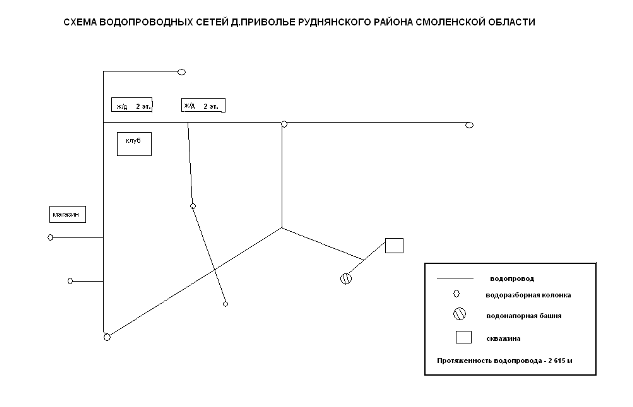 СХЕМА ВОДОПРОВОДНЫХ СЕТЕЙ Д.ПРИВОЛЬЕ РУДНЯНСКОГО РАЙОНА СМОЛЕНСКОЙ ОБЛАСТИ
ж/д 2 эт.
ж/д 2 эт.
клуб
магазин
водопровод
водоразборная колонка
водонапорная башня
скважина
Протяженность водопровода - 2 615 м